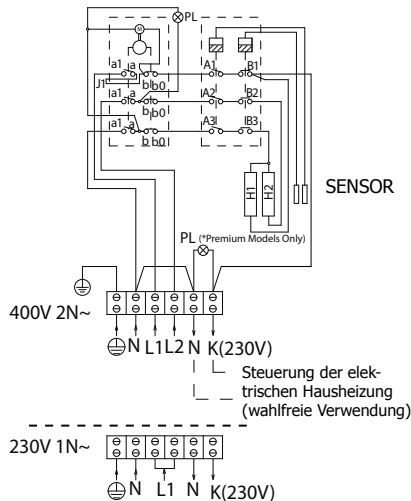 PL
M
a1 a
A1 B1
J1
b b0
a1 a
A2 B2
b b0
a1 a
A3 B3
b b0
H1
H2
SENSOR
PL (*Premium Models Only)
400V 2N~
N L1 L2 N K(230V)
Steuerung der elek-
trischen Hausheizung
(wahlfreie Verwendung)
230V 1N~
N L1 N K(230V)